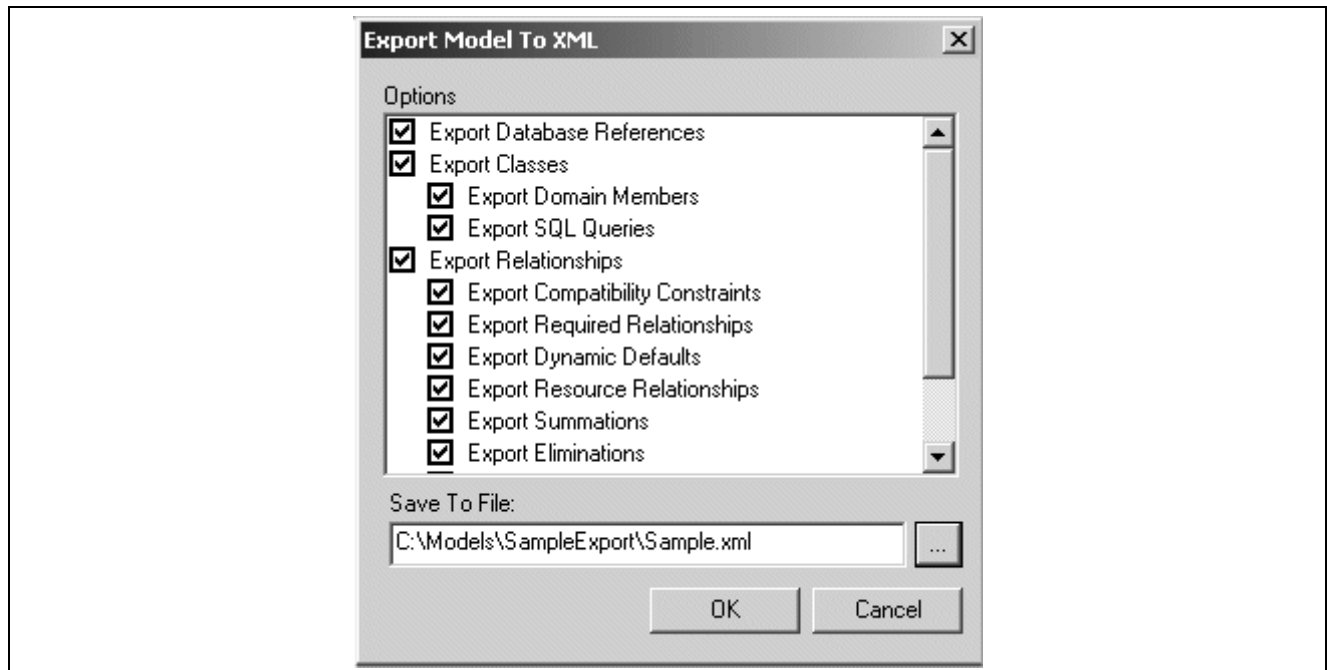 Export Model To XML
Options
Export Database References
Export Classes
Export Domain Members
Export SQL Queries
Export Relationships
Export Compatibility Constraints
Export Required Relationships
Export Dynamic Defaults
Export Resource Relationships
Export Summations
Export Eliminations
Save To File:
C:\Models\SampleExport\Sample.xml
...
OK Cancel